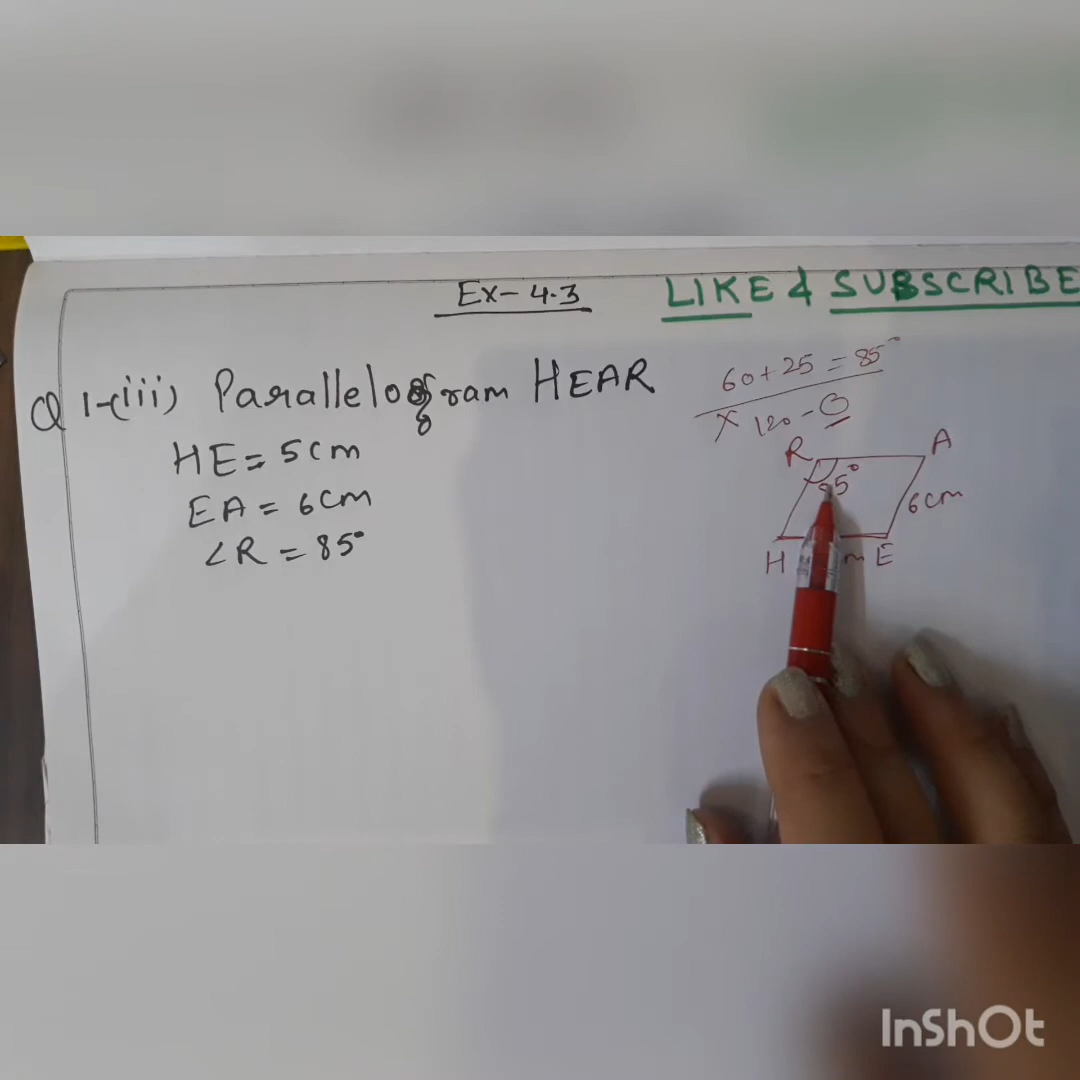 Ex-4.3
LIKE & SUBSCRIBE
Q 1-(iii) Parallelogram HEAR
HE = 5cm
EA = 6cm
∠R = 85°
60+25 = 85°
× 120 -
R A
85°
6cm
H m E
InShOt